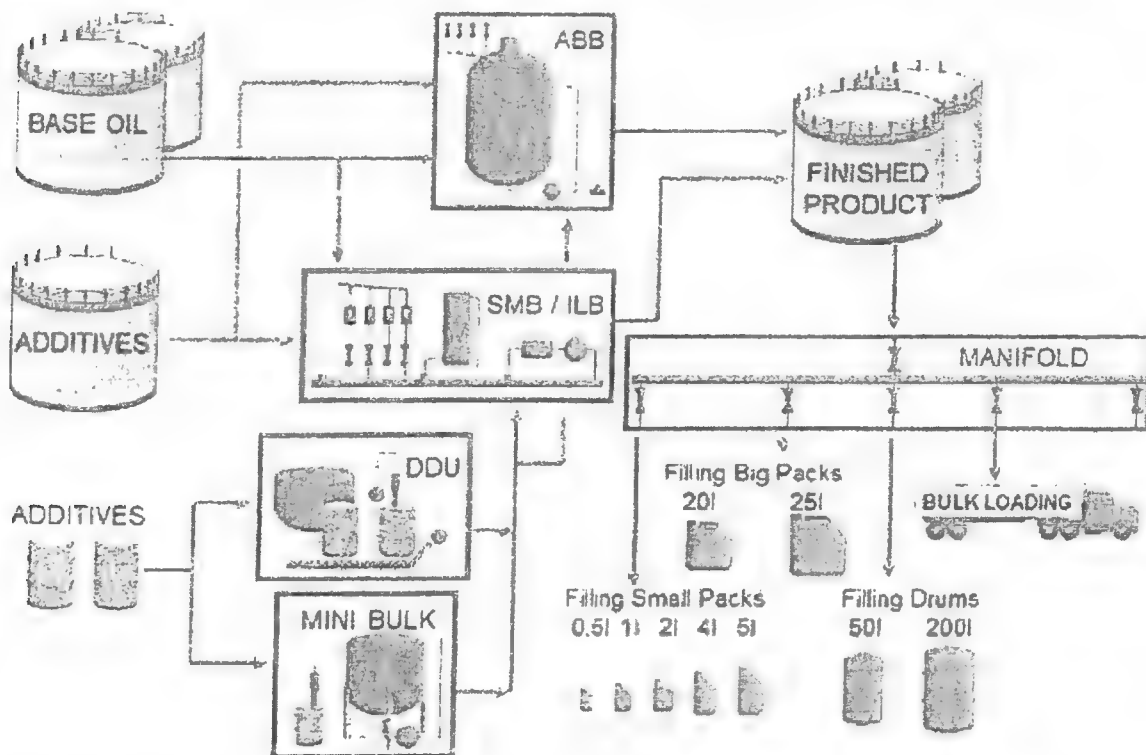 ABB
BASE OIL
FINISHED
PRODUCT
SMB / ILB
ADDITIVES
MANIFOLD
DDU
Filling Big Packs
20l 25l
BULK LOADING
ADDITIVES
MINI BULK
Filling Small Packs
0.5l 1l 2l 4l 5l
Filling Drums
50l 200l